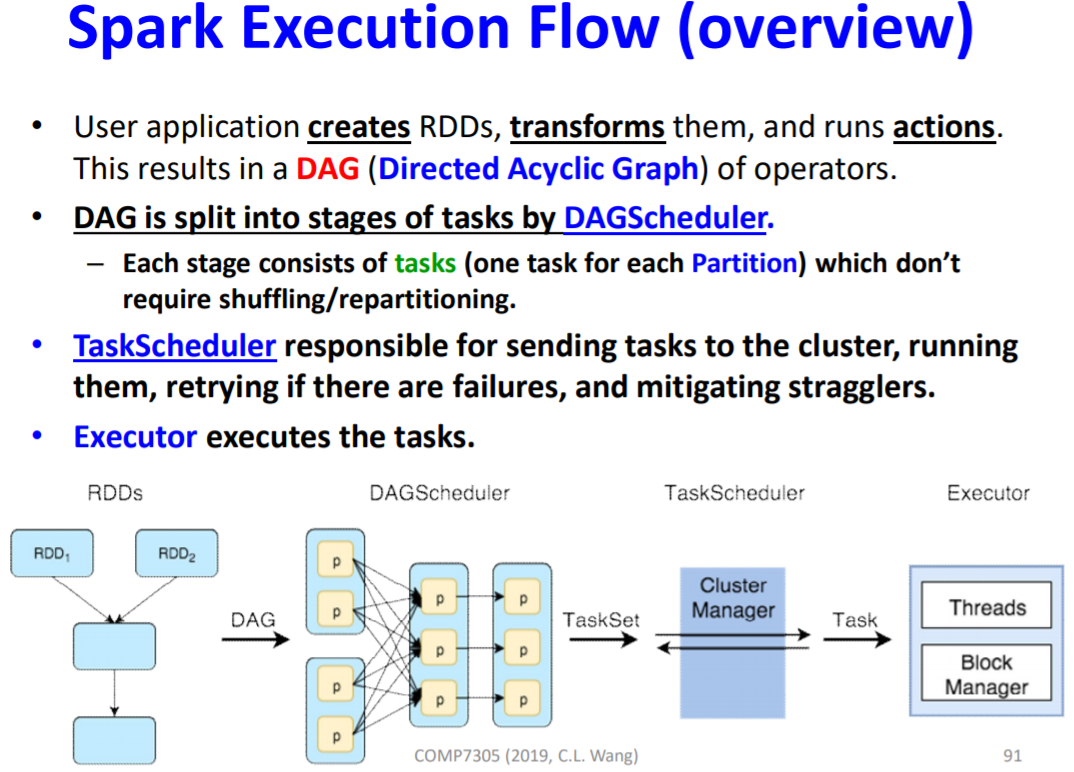 Spark Execution Flow (overview)
• User application creates RDDs, transforms them, and runs actions.
This results in a DAG (Directed Acyclic Graph) of operators.
• DAG is split into stages of tasks by DAGScheduler.
– Each stage consists of tasks (one task for each Partition) which don’t
require shuffling/repartitioning.
• TaskScheduler responsible for sending tasks to the cluster, running
them, retrying if there are failures, and mitigating stragglers.
• Executor executes the tasks.
RDDs
DAGScheduler
TaskScheduler
Executor
RDD1
RDD2
DAG
p
p
p
p
p
p
p
p
p
p
TaskSet
Cluster
Manager
Task
Threads
Block
Manager
COMP7305 (2019, C.L. Wang)
91